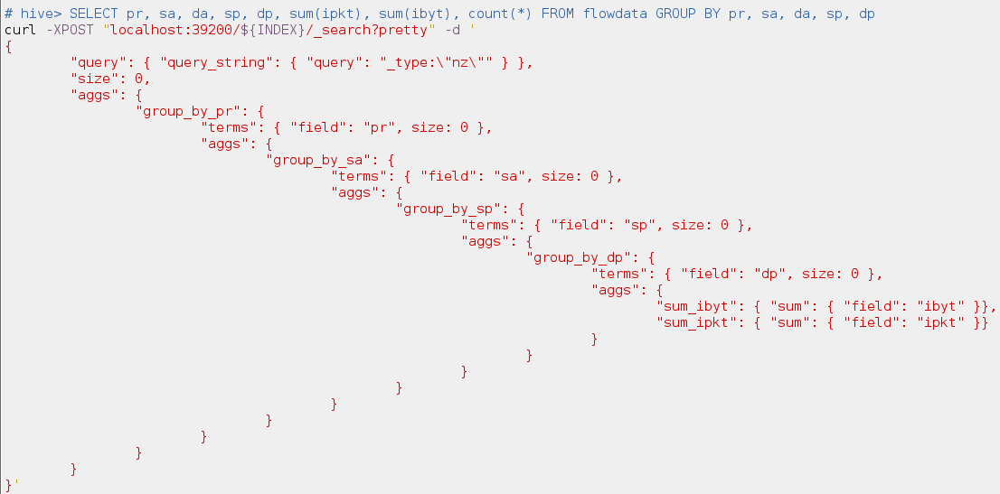 # hive> SELECT pr, sa, da, sp, dp, sum(ipkt), sum(ibyt), count(*) FROM flowdata GROUP BY pr, sa, da, sp, dp
curl -XPOST "localhost:39200/${INDEX}/_search?pretty" -d '
{
        "query": { "query_string": { "query": "_type:\"nz\"" } },
        "size": 0,
        "aggs": {
                "group_by_pr": {
                        "terms": { "field": "pr", size: 0 },
                        "aggs": {
                                "group_by_sa": {
                                        "terms": { "field": "sa", size: 0 },
                                        "aggs": {
                                                "group_by_sp": {
                                                        "terms": { "field": "sp", size: 0 },
                                                        "aggs": {
                                                                "group_by_dp": {
                                                                        "terms": { "field": "dp", size: 0 },
                                                                        "aggs": {
                                                                                "sum_ibyt": { "sum": { "field": "ibyt" }},
                                                                                "sum_ipkt": { "sum": { "field": "ipkt" }}
                                                                        }
                                                                }
                                                        }
                                                }
                                        }
                                }
                        }
                }
        }
}'